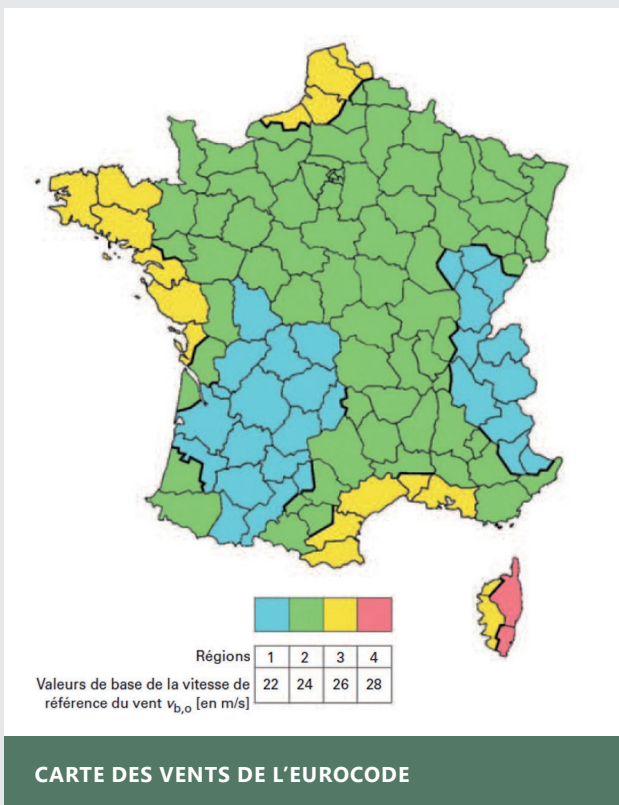 Régions 1 2 3 4
Valeurs de base de la vitesse de
référence du vent vb,o [en m/s] 22 24 26 28
CARTE DES VENTS DE L'EUROCODE